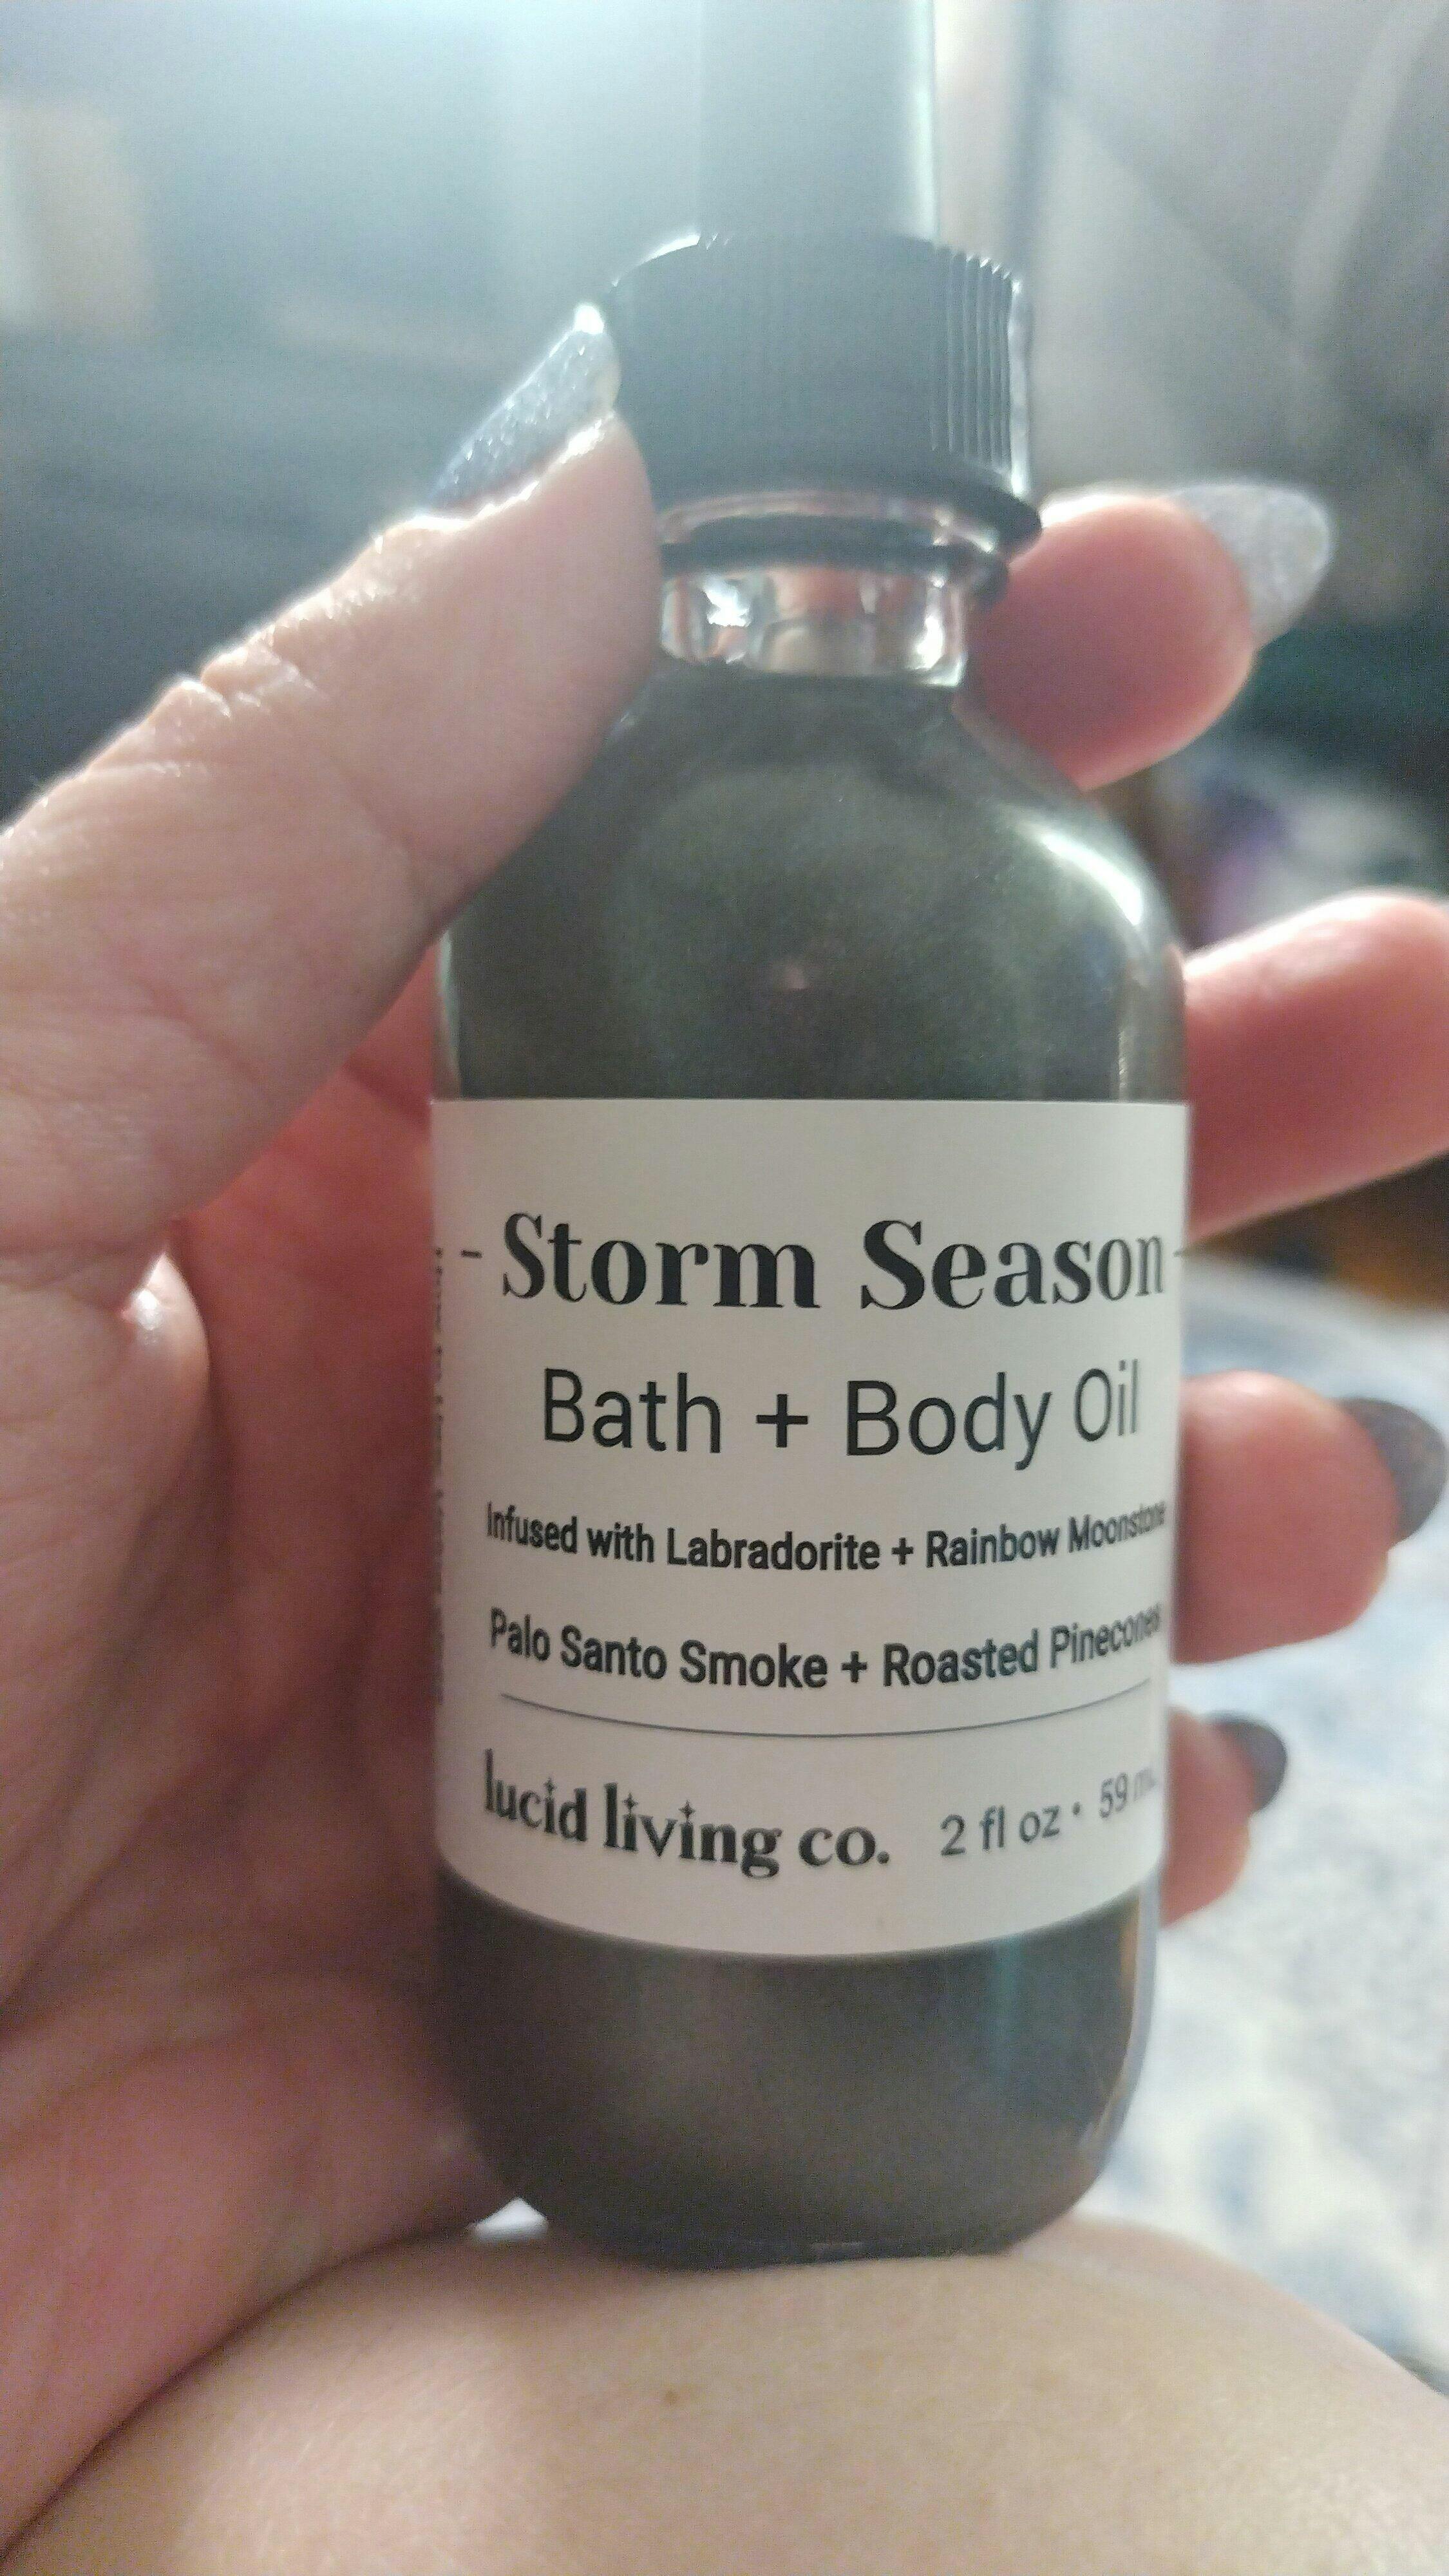 - Storm Season -
Bath + Body Oil
Infused with Labradorite + Rainbow Moonstone
Palo Santo Smoke + Roasted Pinecones
lucid living co. 2 fl oz • 59